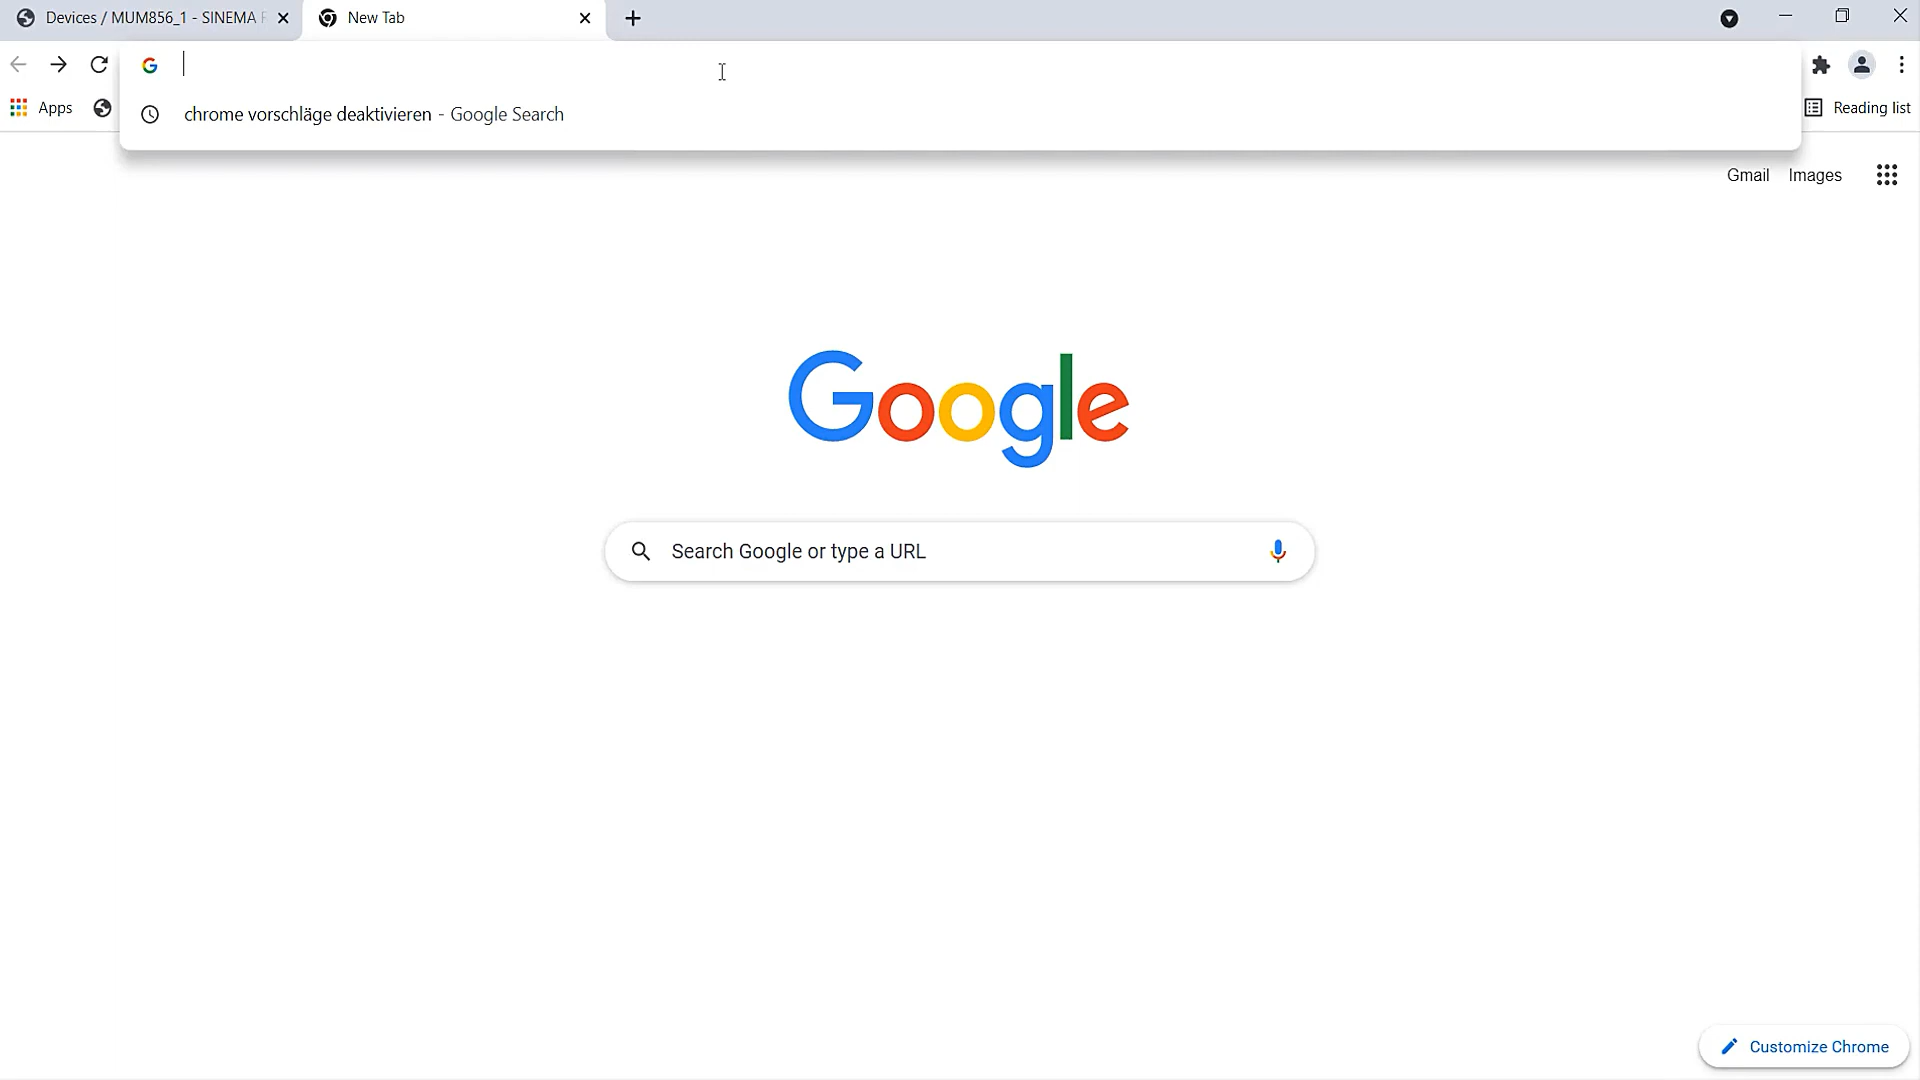 Devices / MUM856_1 - SINEMA
New Tab
chrome vorschläge deaktivieren - Google Search
Apps
Reading list
Gmail Images
Google
Search Google or type a URL
Customize Chrome